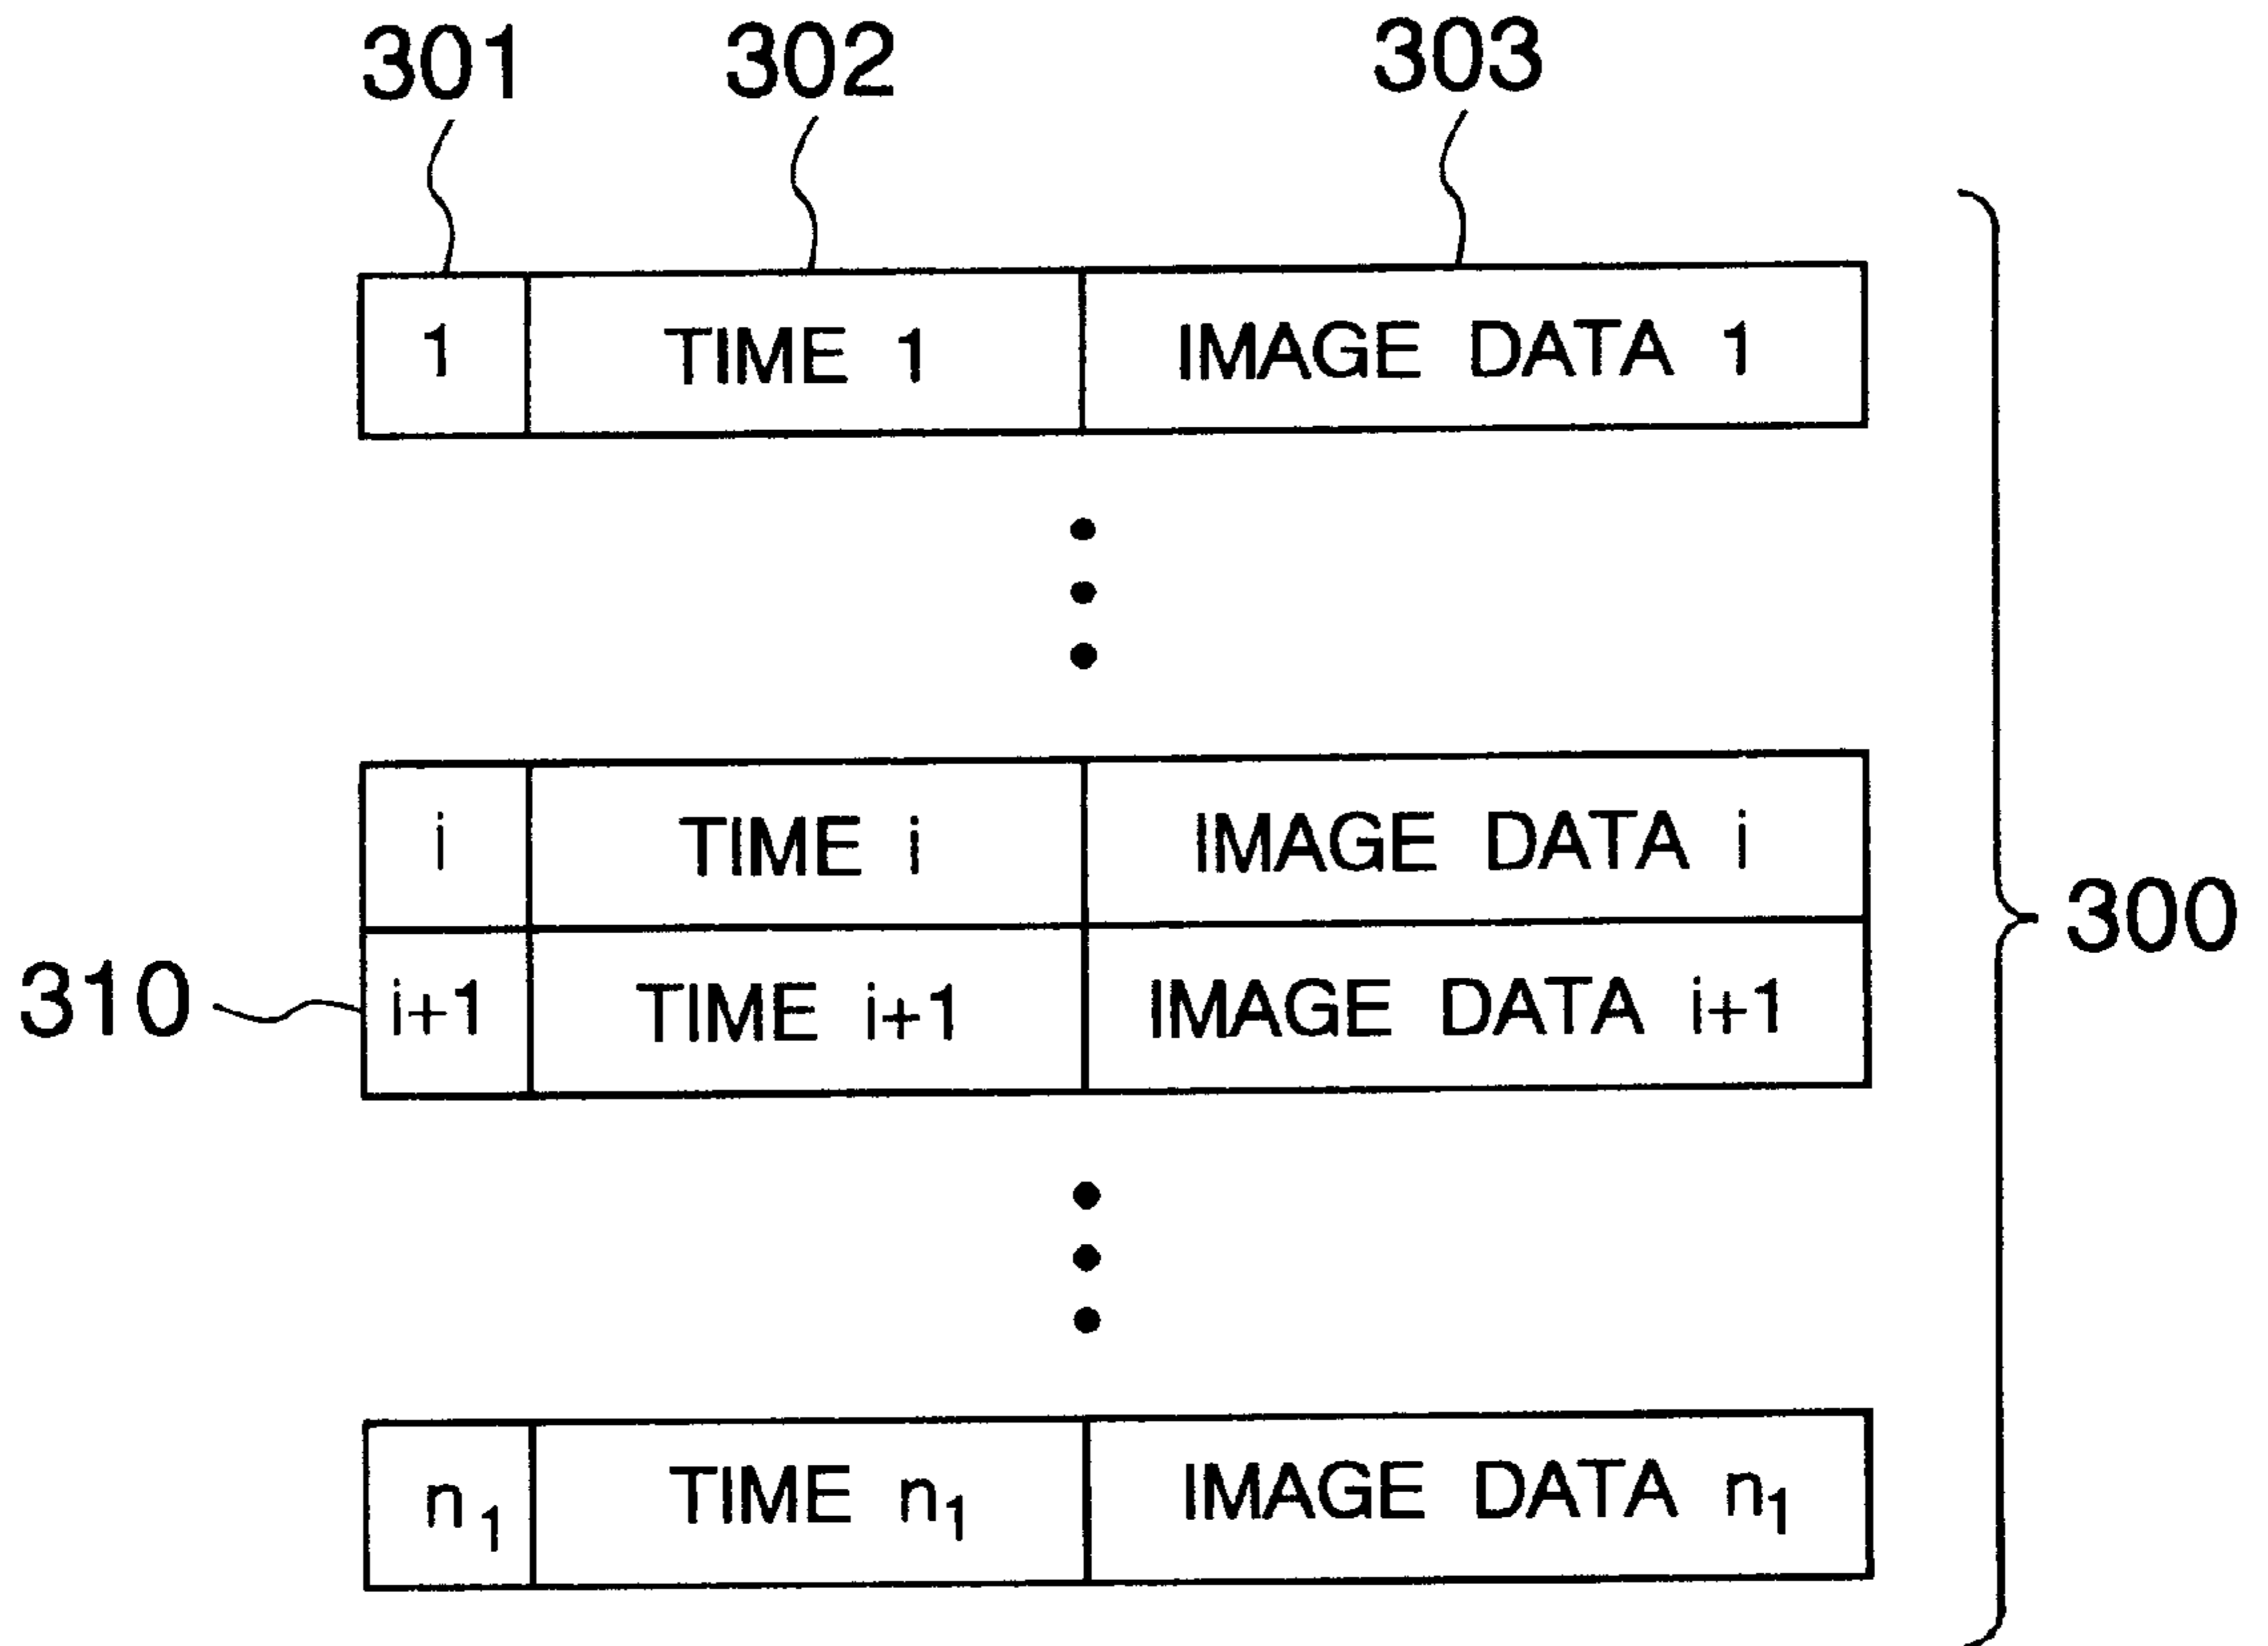 301 302 303
1 TIME 1 IMAGE DATA 1
i TIME i IMAGE DATA i
300
310 i+1 TIME i+1 IMAGE DATA i+1
n1 TIME n1 IMAGE DATA n1